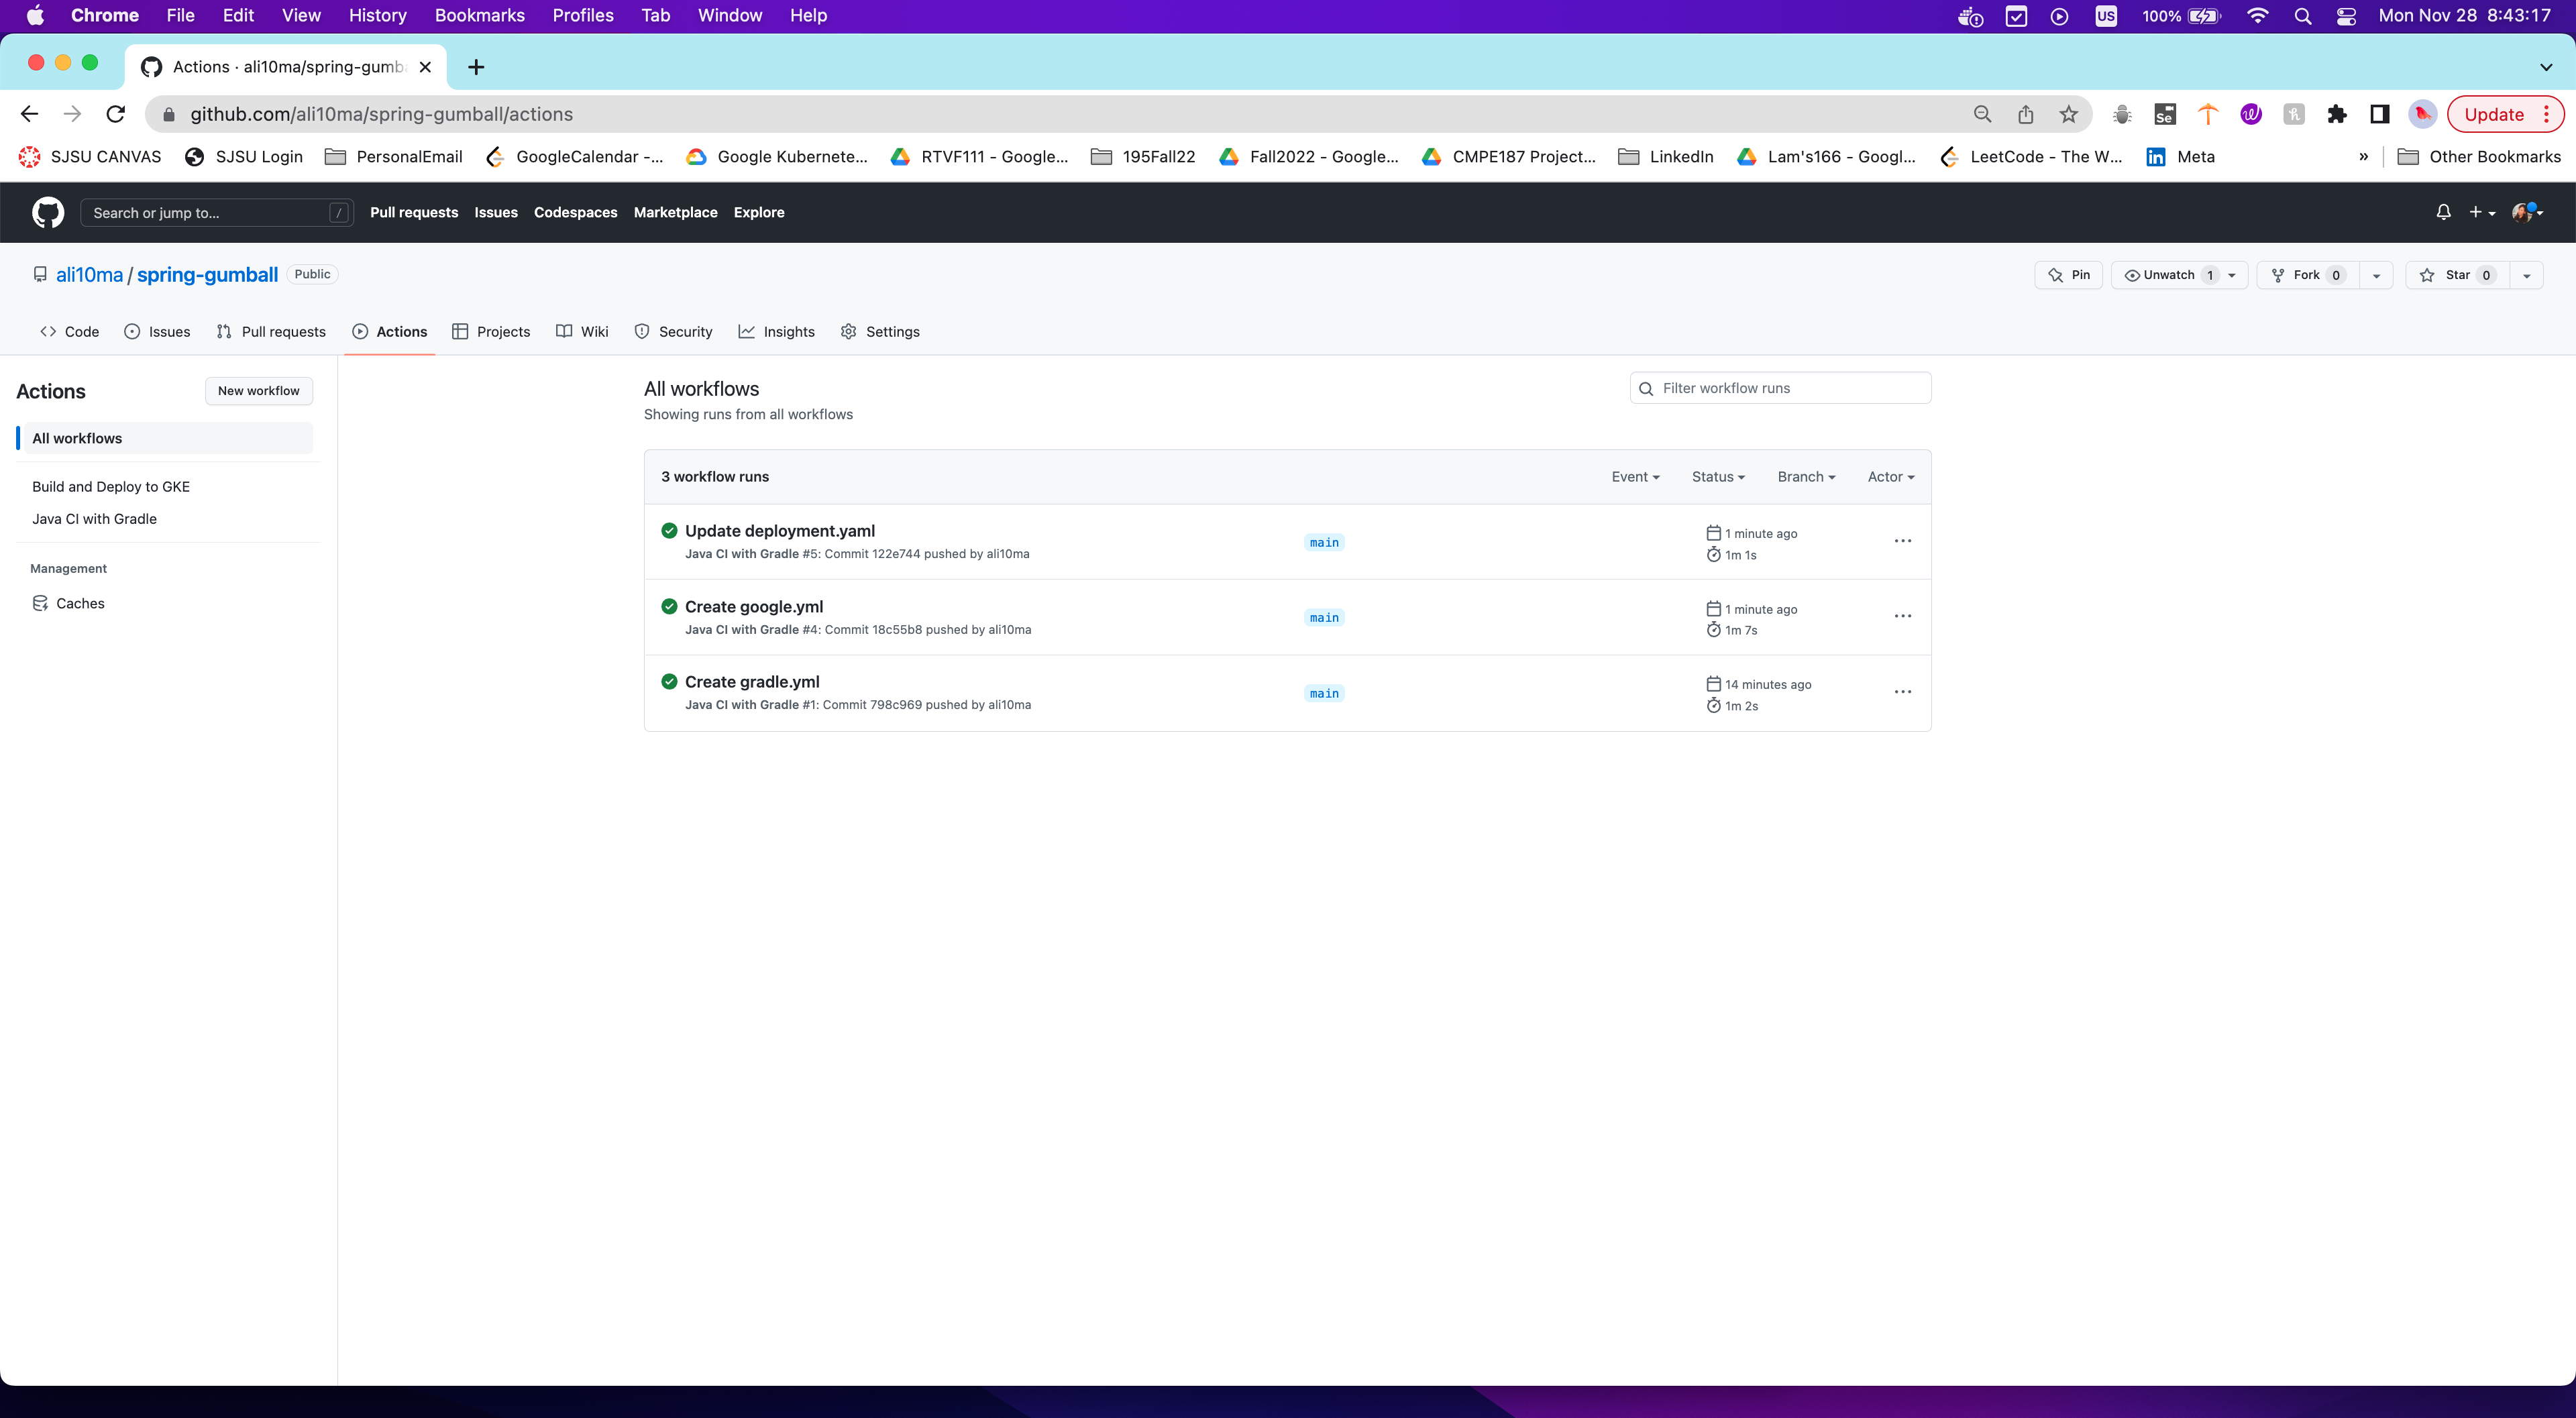 Chrome File Edit View History Bookmarks Profiles Tab Window Help US 100% Mon Nov 28 8:43:17
Actions · ali10ma/spring-gumb
github.com/ali10ma/spring-gumball/actions Se Update
SJSU CANVAS SJSU Login PersonalEmail GoogleCalendar -... Google Kubernete... RTVF111 - Google... 195Fall22 Fall2022 - Google... CMPE187 Project... LinkedIn Lam's166 - Googl... LeetCode - The W... in Meta » Other Bookmarks
Search or jump to... / Pull requests Issues Codespaces Marketplace Explore
ali10ma / spring-gumball Public Pin Unwatch 1 Fork 0 Star 0
Code Issues Pull requests Actions Projects Wiki Security Insights Settings
Actions New workflow
All workflows
Build and Deploy to GKE
Java CI with Gradle
Management
Caches
All workflows
Showing runs from all workflows
Filter workflow runs
3 workflow runs Event Status Branch Actor
Update deployment.yaml
Java CI with Gradle #5: Commit 122e744 pushed by ali10ma
main
1 minute ago
1m 1s
Create google.yml
Java CI with Gradle #4: Commit 18c55b8 pushed by ali10ma
main
1 minute ago
1m 7s
Create gradle.yml
Java CI with Gradle #1: Commit 798c969 pushed by ali10ma
main
14 minutes ago
1m 2s